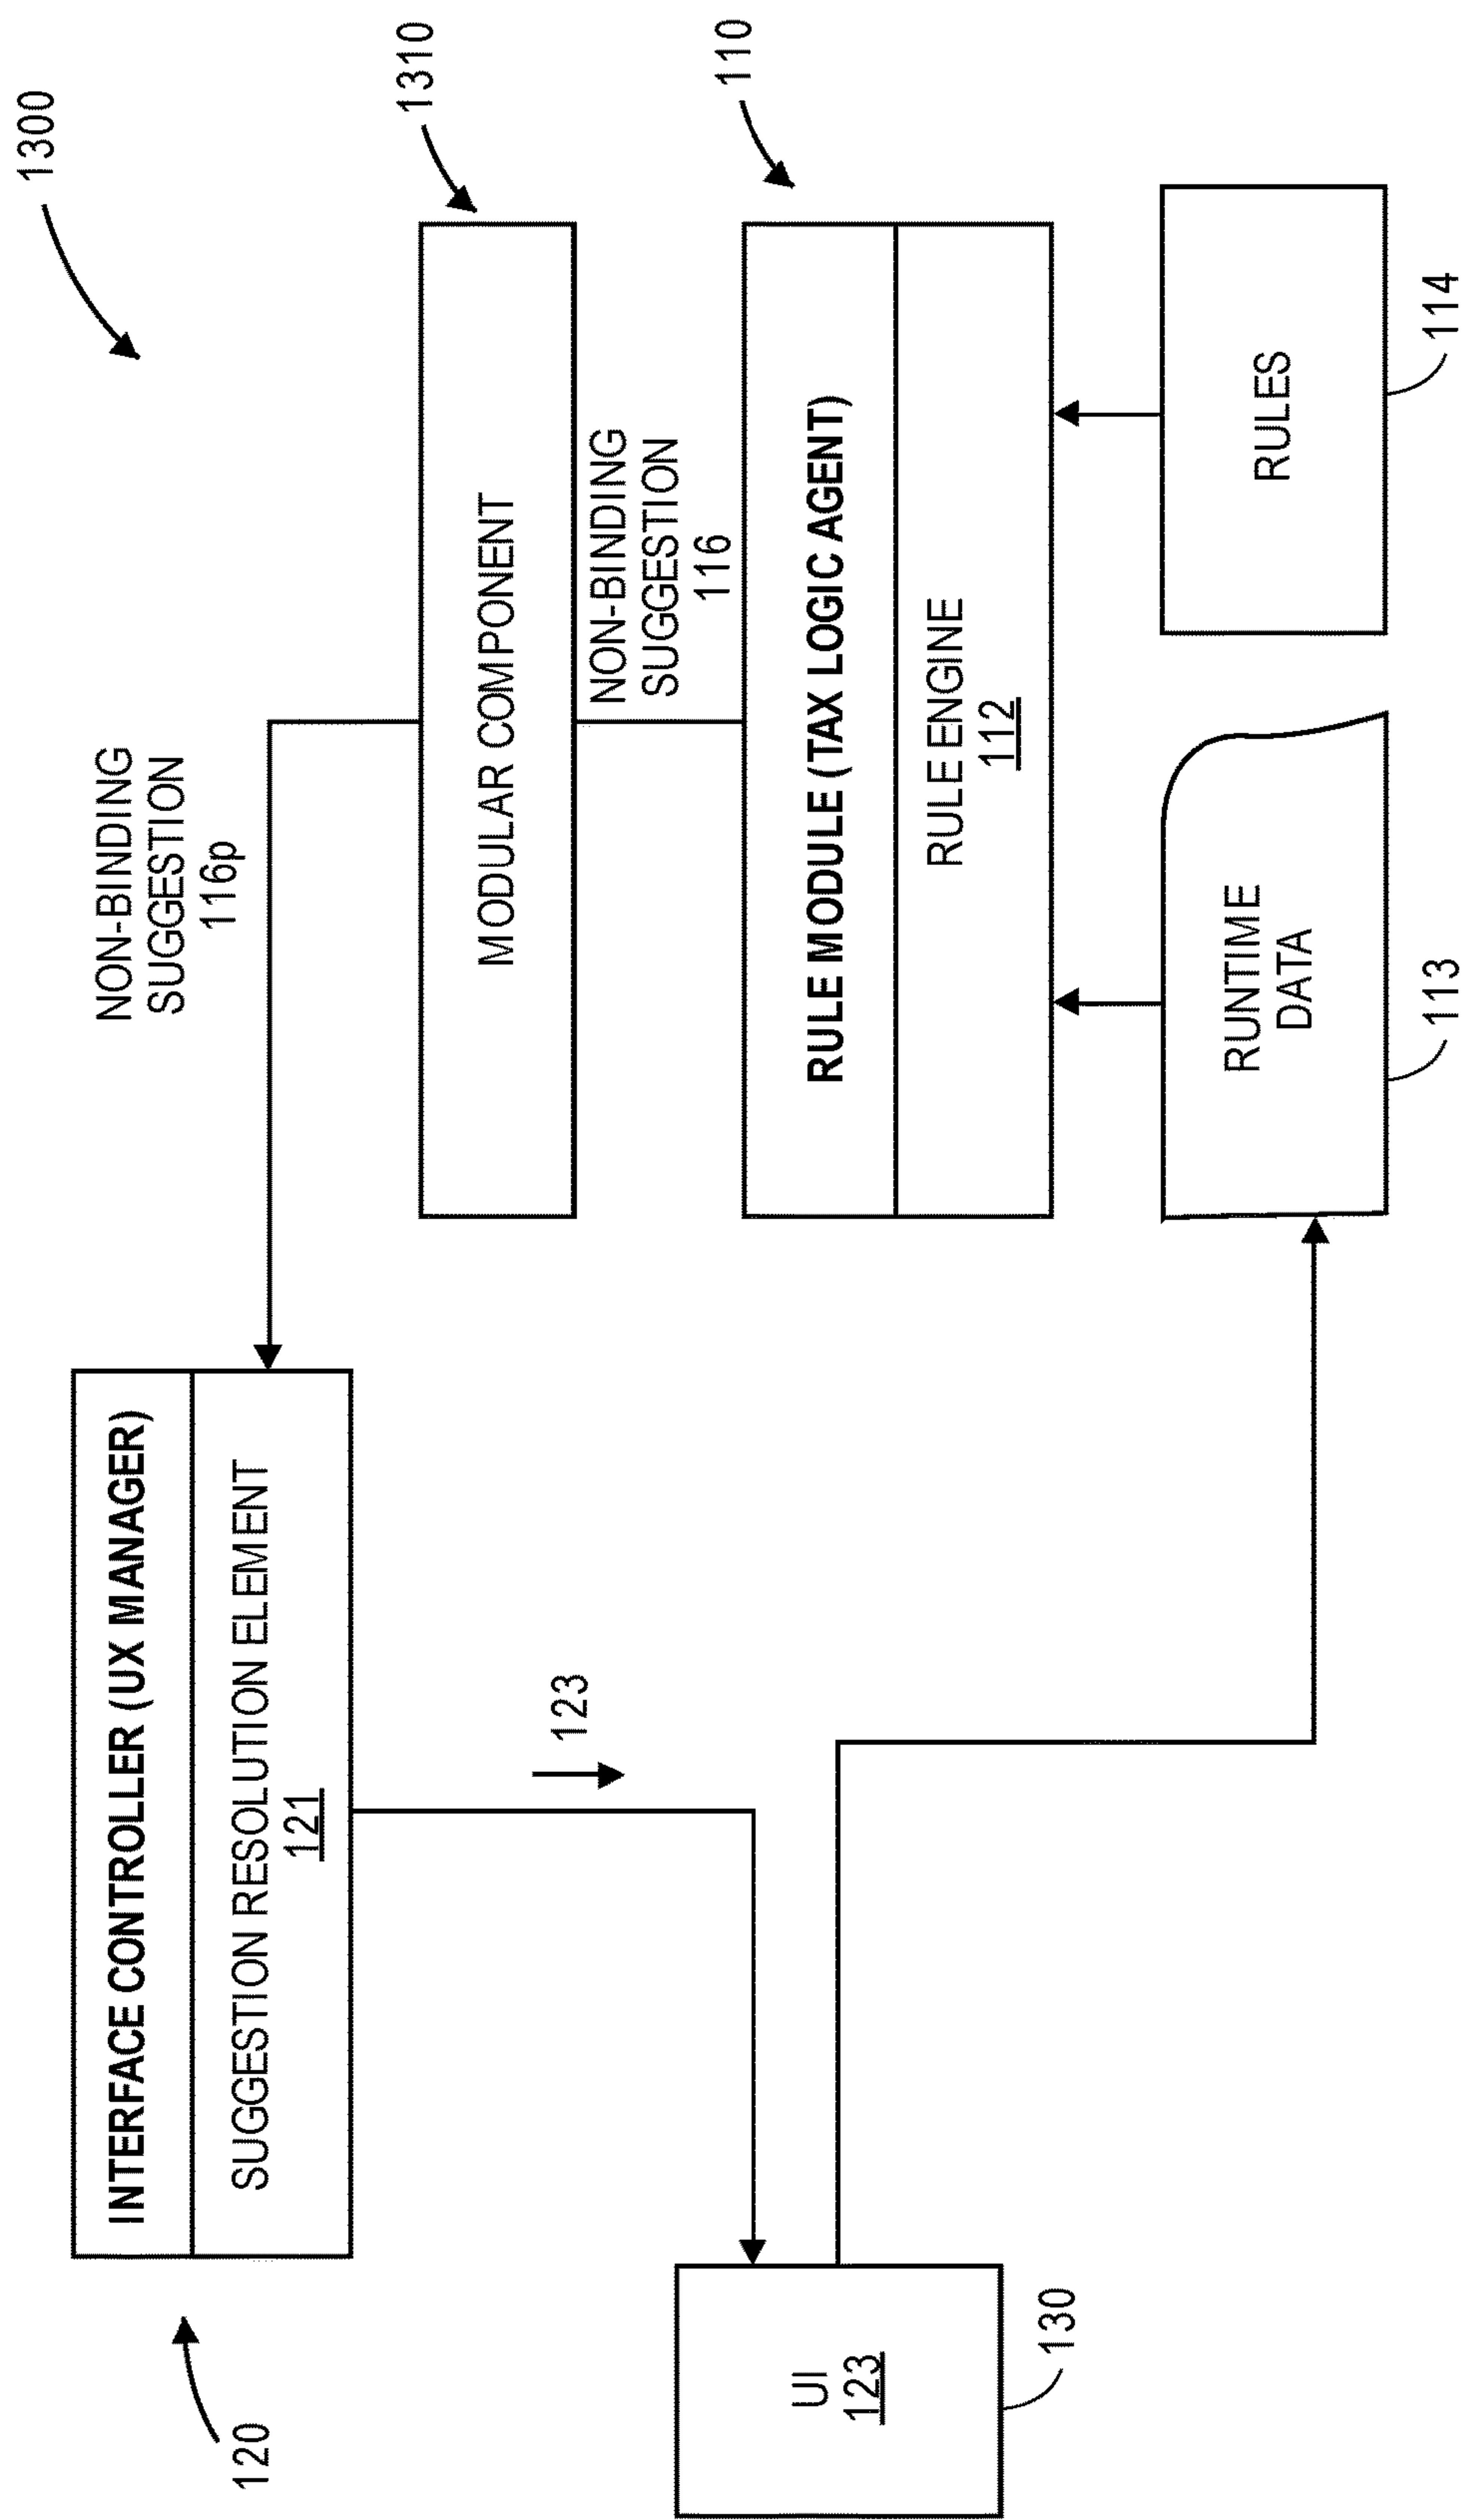 1300
NON-BINDING
SUGGESTION
116p
INTERFACE CONTROLLER (UX MANAGER)
SUGGESTION RESOLUTION ELEMENT
121
120
1310
MODULAR COMPONENT
NON-BINDING
SUGGESTION
116
123
110
RULE MODULE (TAX LOGIC AGENT)
RULE ENGINE
112
UI
123
130
RUNTIME
DATA
113
RULES
114